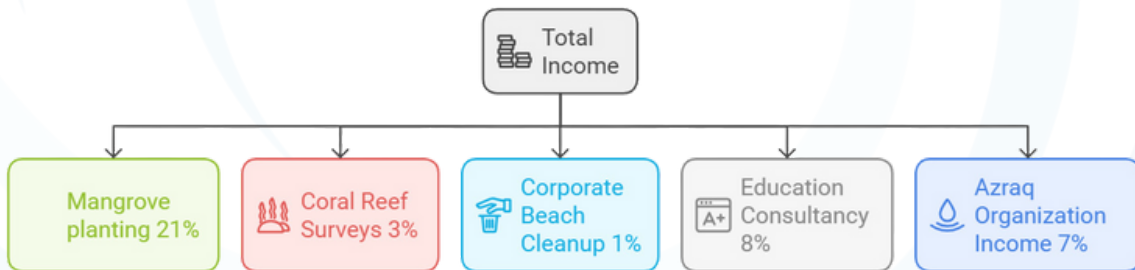 Total
Income
Mangrove
planting 21%
Coral Reef
Surveys 3%
Corporate
Beach
Cleanup 1%
A+
Education
Consultancy
8%
Azraq
Organization
Income 7%